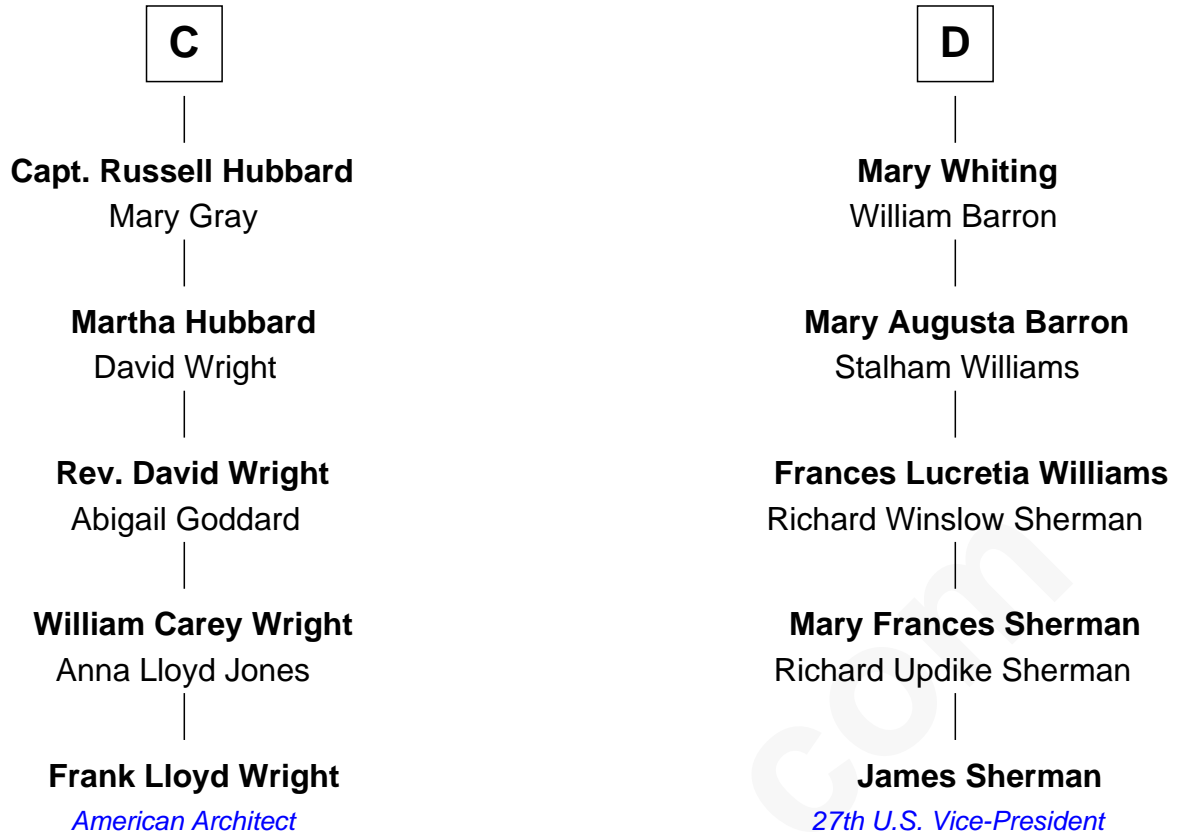 C
Capt. Russell Hubbard
Mary Gray
Martha Hubbard
David Wright
Rev. David Wright
Abigail Goddard
William Carey Wright
Anna Lloyd Jones
Frank Lloyd Wright
American Architect
D
Mary Whiting
William Barron
Mary Augusta Barron
Stalham Williams
Frances Lucretia Williams
Richard Winslow Sherman
Mary Frances Sherman
Richard Updike Sherman
James Sherman
27th U.S. Vice-President
com